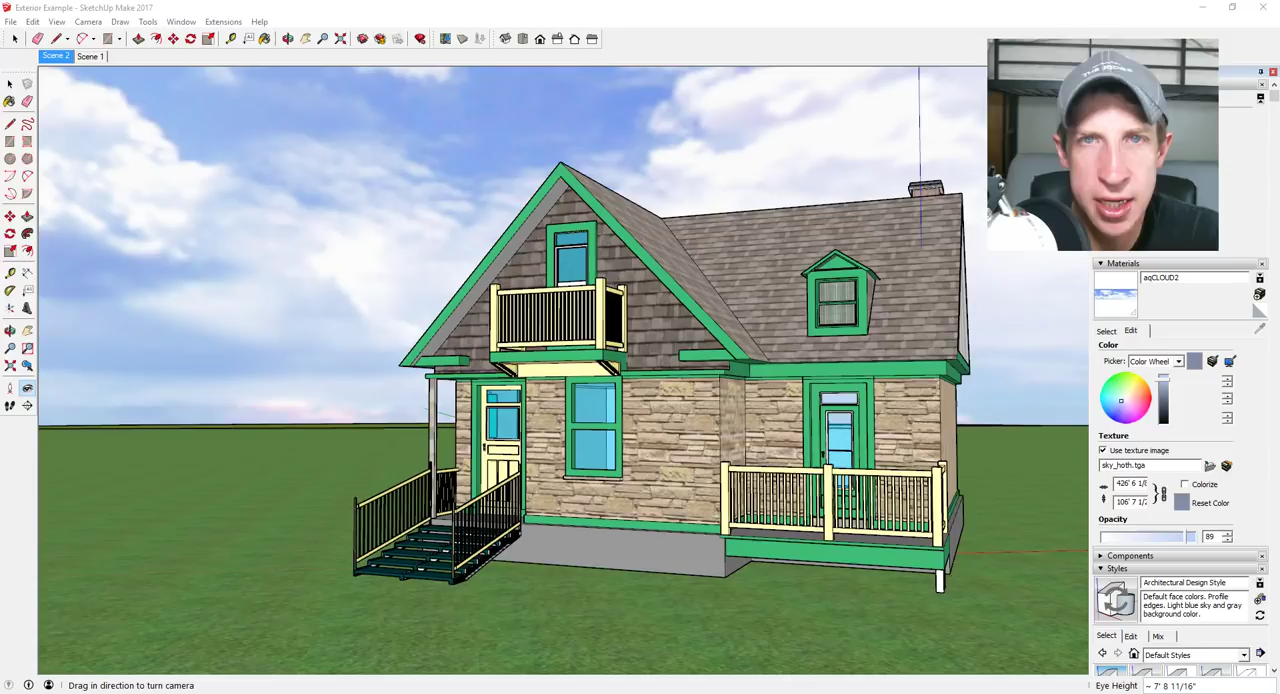 Exterior Example - SketchUp Make 2017
File Edit View Camera Draw Tools Window Extensions Help
Scene 2 Scene 1
Materials
aqCLOUD2
Select Edit
Color
Picker: Color Wheel
Texture
Use texture image
sky_hoth.tga
426' 6 1/8
Colorize
106' 7 1/2
Reset Color
Opacity
89
Components
Styles
Architectural Design Style
Default face colors. Profile
edges. Light blue sky and gray
background color.
Select Edit Mix
Default Styles
Drag in direction to turn camera
Eye Height ~ 7' 8 11/16"